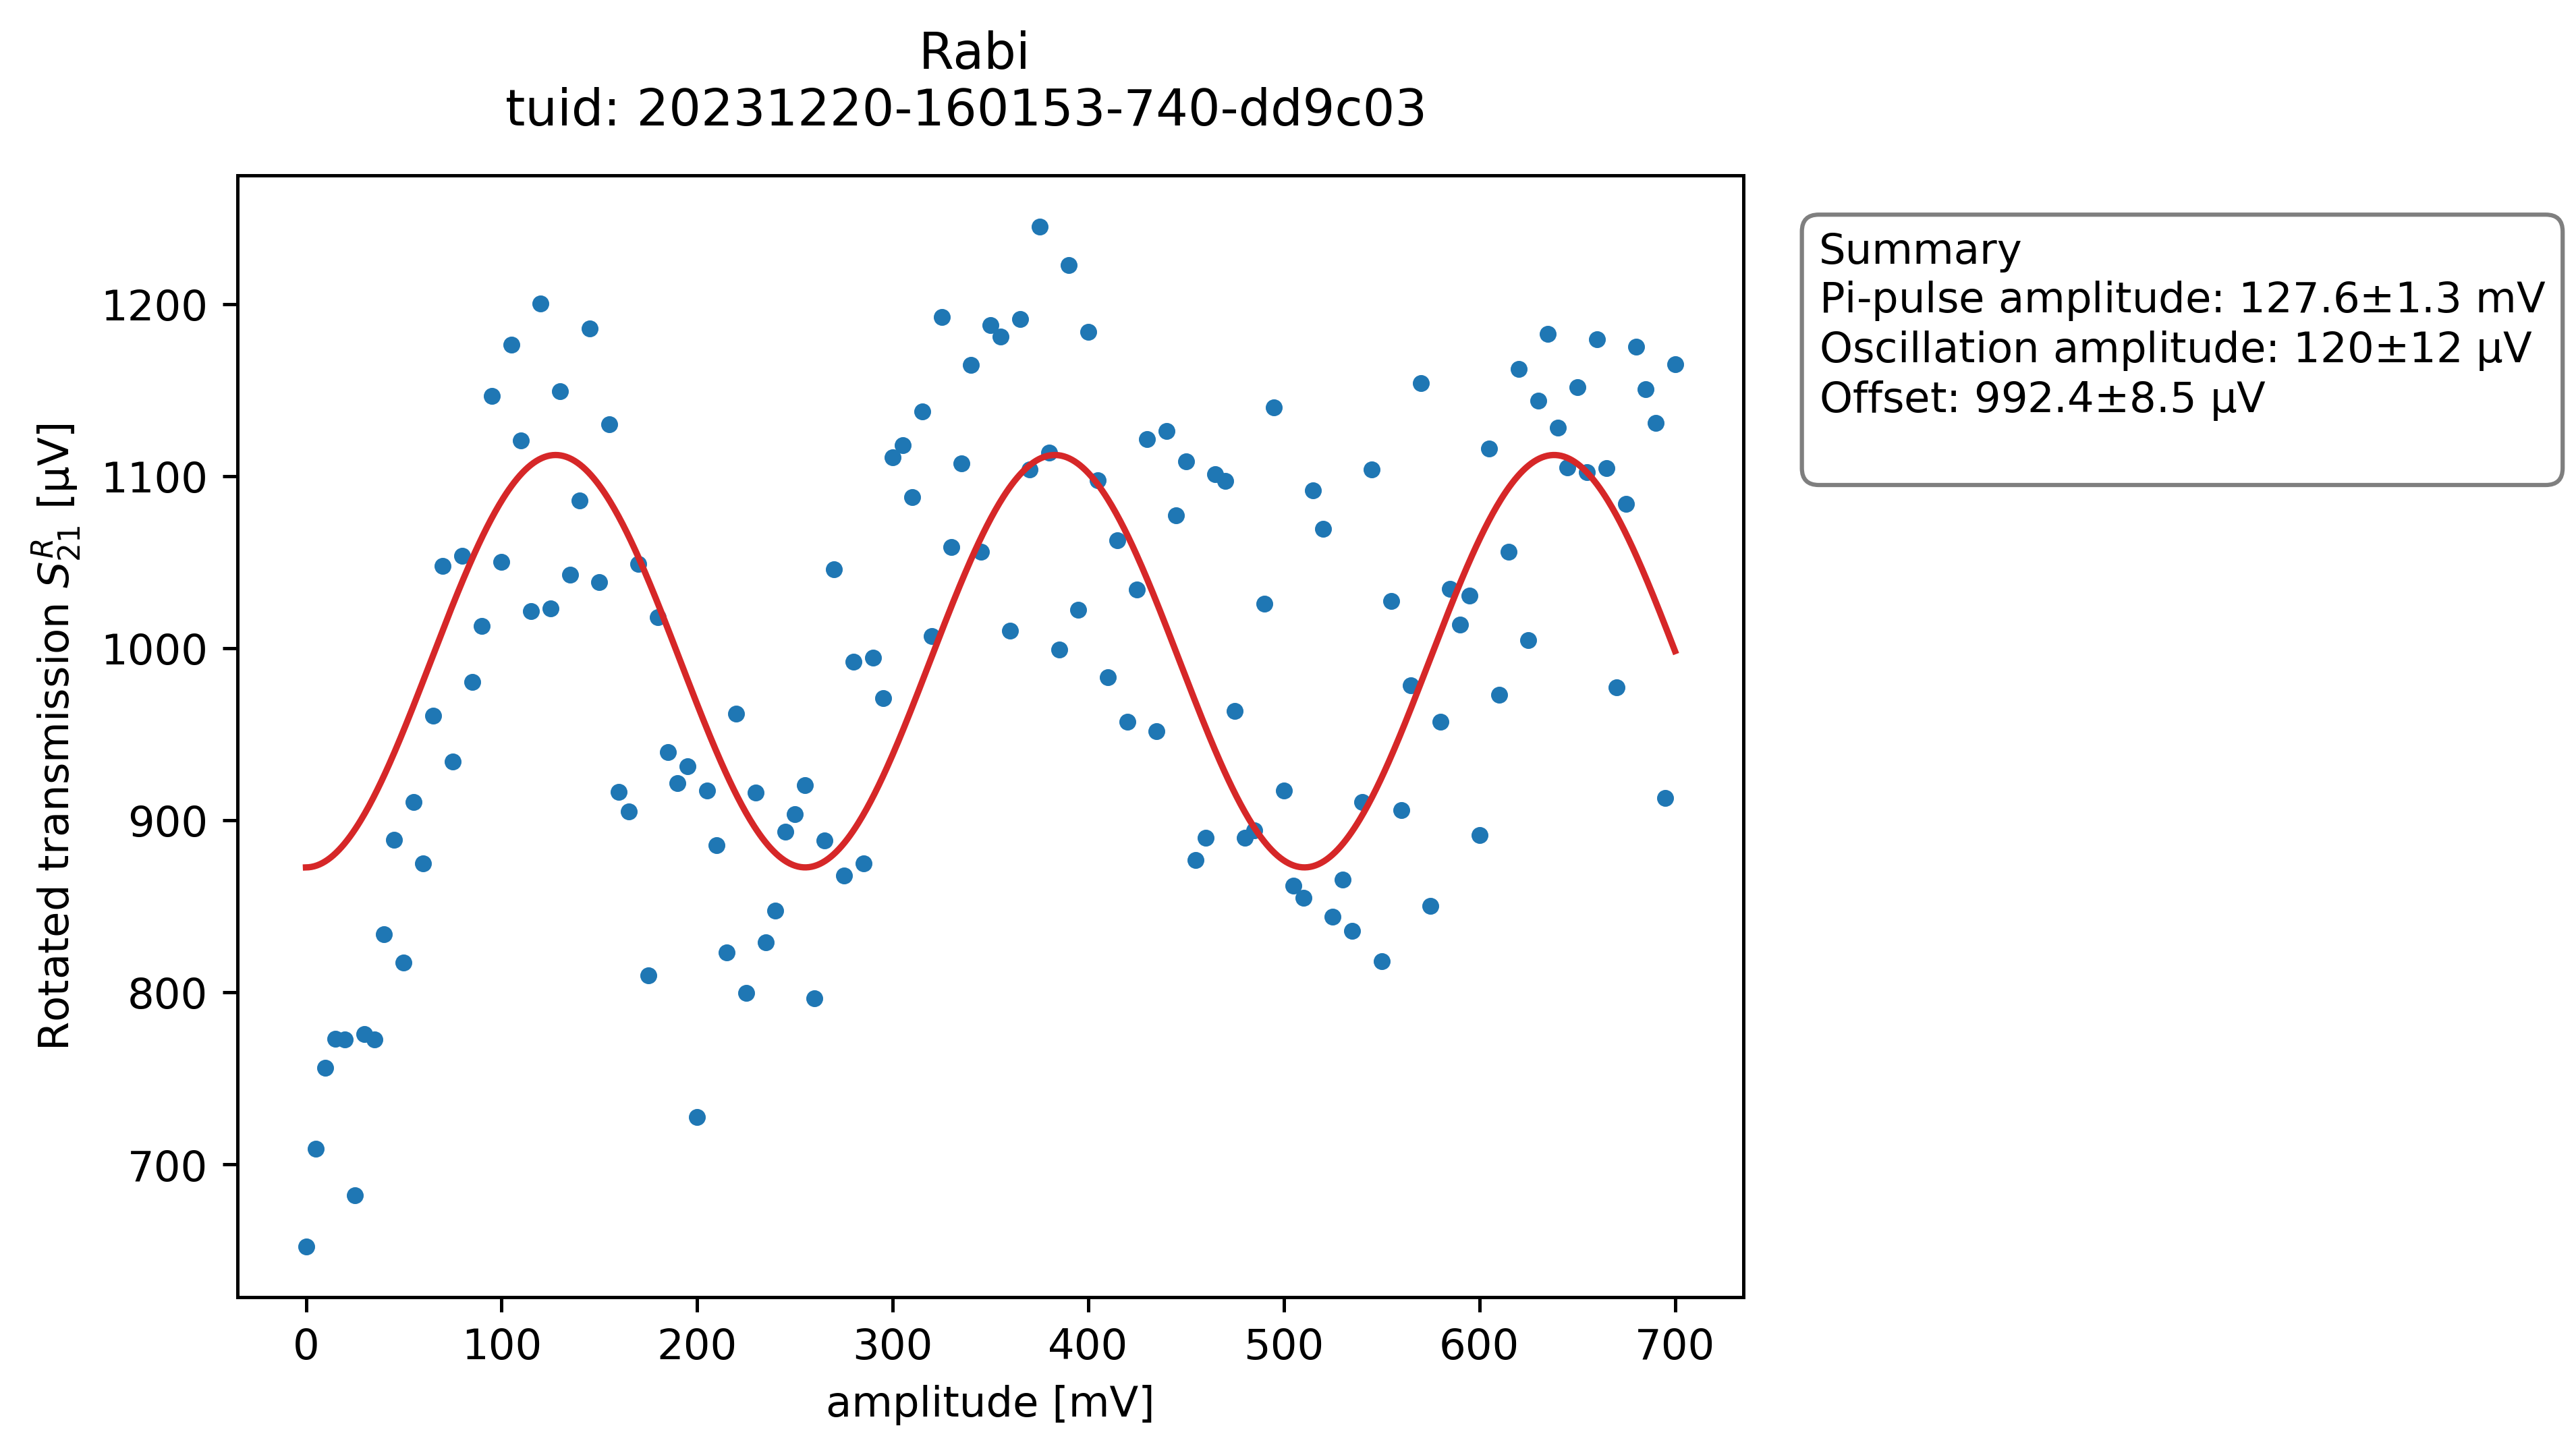 Rabi
tuid: 20231220-160153-740-dd9c03
Rotated transmission $S_{21}^{R}$ [µV]
1200
1100
1000
900
800
700
0 100 200 300 400 500 600 700
amplitude [mV]
Summary
Pi-pulse amplitude: 127.6±1.3 mV
Oscillation amplitude: 120±12 µV
Offset: 992.4±8.5 µV